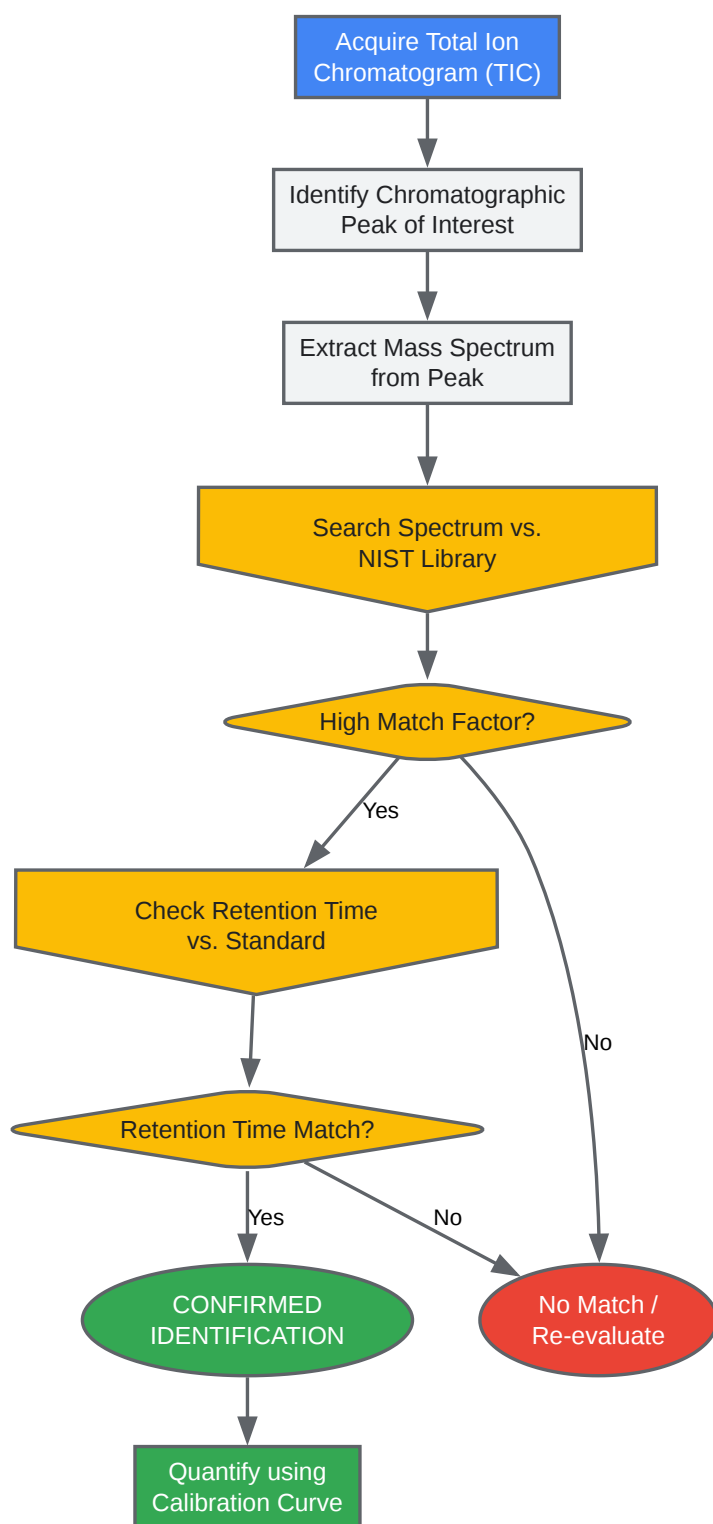 Acquire Total Ion
Chromatogram (TIC)
Identify Chromatographic
Peak of Interest
Extract Mass Spectrum
from Peak
Search Spectrum vs.
NIST Library
High Match Factor?
Yes
Check Retention Time
vs. Standard
No
Retention Time Match?
Yes
No
CONFIRMED
IDENTIFICATION
No Match /
Re-evaluate
Quantify using
Calibration Curve